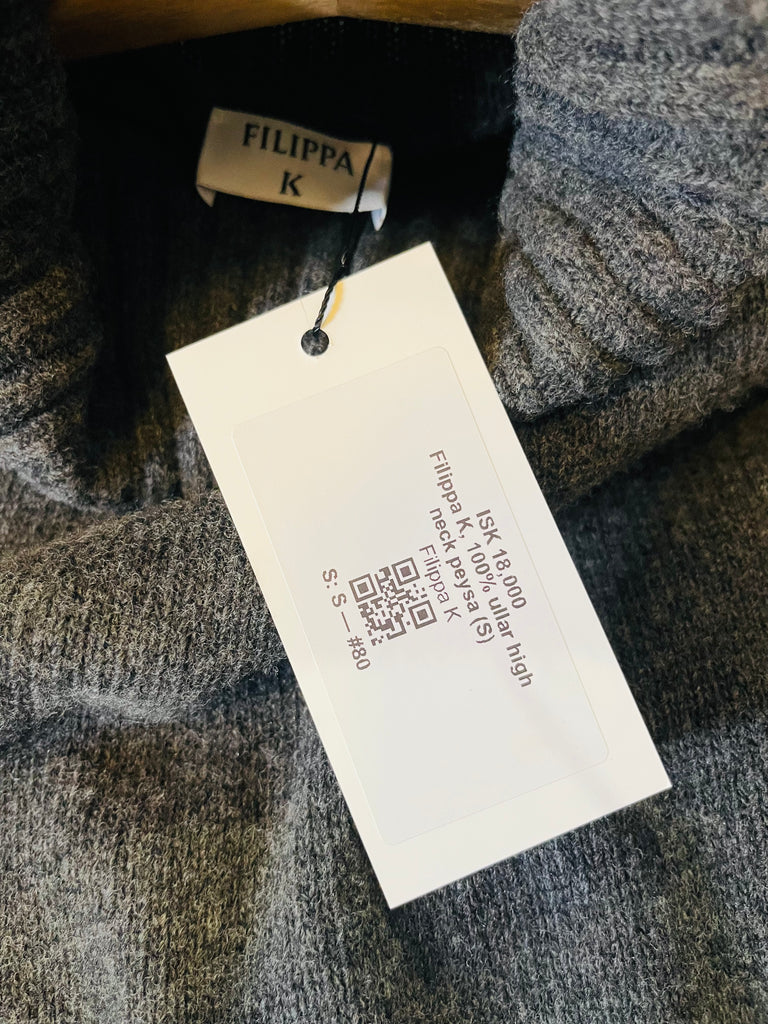 FILIPPA
K
ISK 18,000
Filippa K, 100% ullar high
neck peysa (S)
Filippa K
S: S — #80